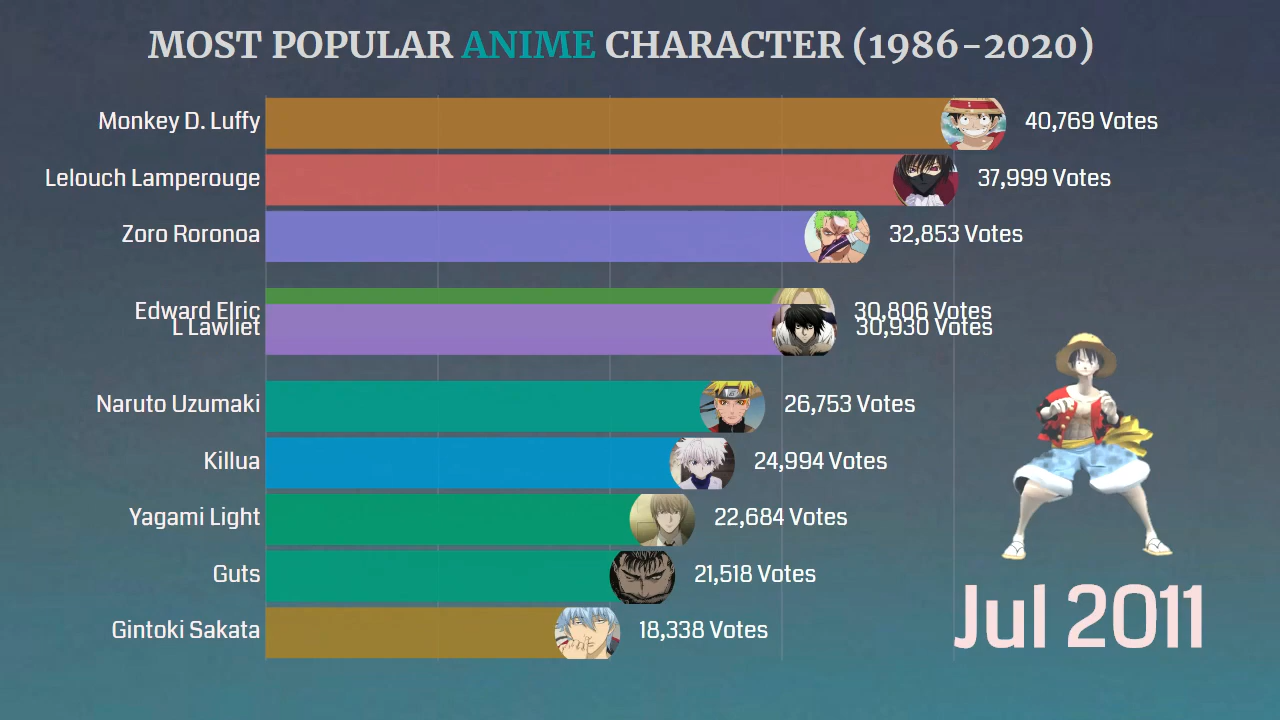 MOST POPULAR ANIME CHARACTER (1986-2020)
Monkey D. Luffy 40,769 Votes
Lelouch Lamperouge 37,999 Votes
Zoro Roronoa 32,853 Votes
Edward Elric 30,806 Votes
L Lawliet 30,930 Votes
Naruto Uzumaki 26,753 Votes
Killua 24,994 Votes
Yagami Light 22,684 Votes
Guts 21,518 Votes
Gintoki Sakata 18,338 Votes
Jul 2011